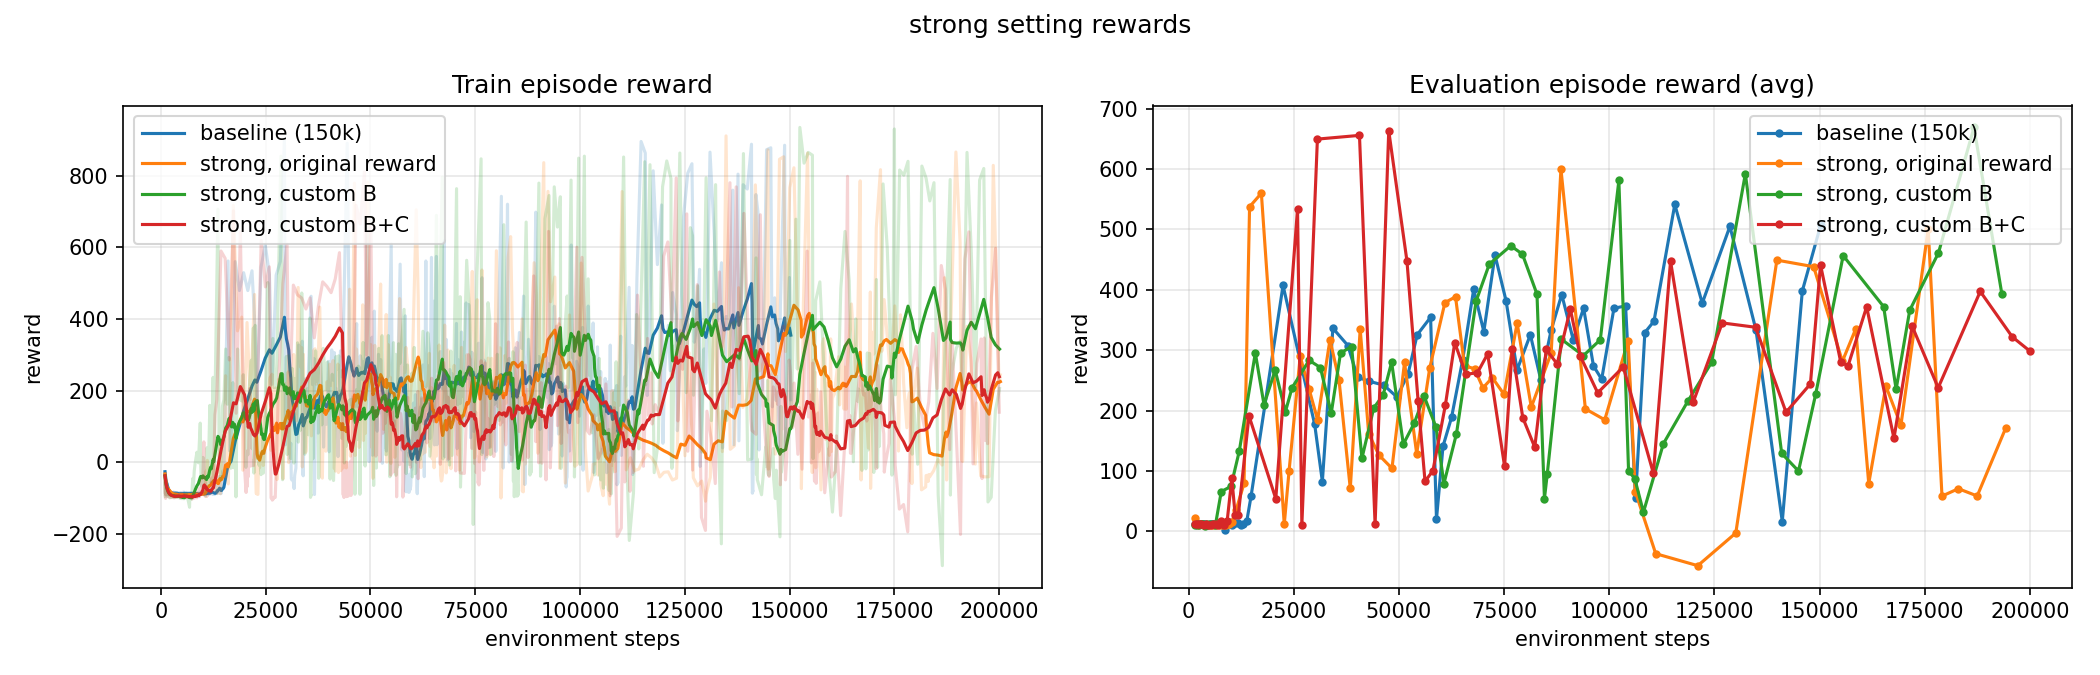 strong setting rewards
Train episode reward
reward
800
600
400
200
0
−200
baseline (150k)
strong, original reward
strong, custom B
strong, custom B+C
0 25000 50000 75000 100000 125000 150000 175000 200000
environment steps
Evaluation episode reward (avg)
reward
700
600
500
400
300
200
100
0
baseline (150k)
strong, original reward
strong, custom B
strong, custom B+C
0 25000 50000 75000 100000 125000 150000 175000 200000
environment steps